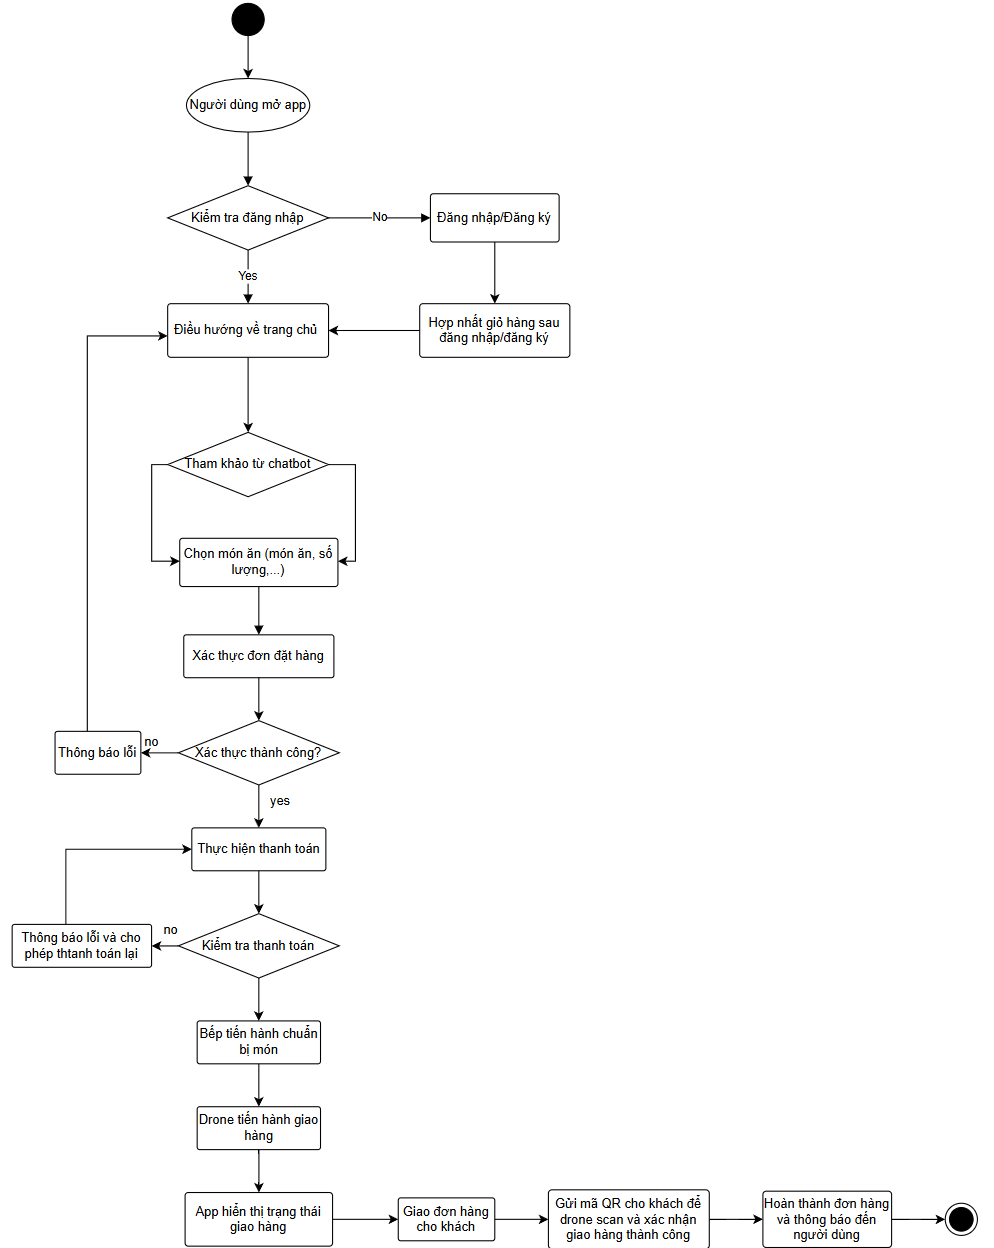 Người dùng mở app
Kiểm tra đăng nhập
No
Đăng nhập/Đăng ký
Yes
Điều hướng về trang chủ
Hợp nhất giỏ hàng sau
đăng nhập/đăng ký
Tham khảo từ chatbot
Chọn món ăn (món ăn, số
lượng,...)
Xác thực đơn đặt hàng
Xác thực thành công?
no
Thông báo lỗi
yes
Thực hiện thanh toán
Kiểm tra thanh toán
no
Thông báo lỗi và cho
phép thtanh toán lại
Bếp tiến hành chuẩn
bị món
Drone tiến hành giao
hàng
App hiển thị trạng thái
giao hàng
Giao đơn hàng
cho khách
Gửi mã QR cho khách để
drone scan và xác nhận
giao hàng thành công
Hoàn thành đơn hàng
và thông báo đến
người dùng